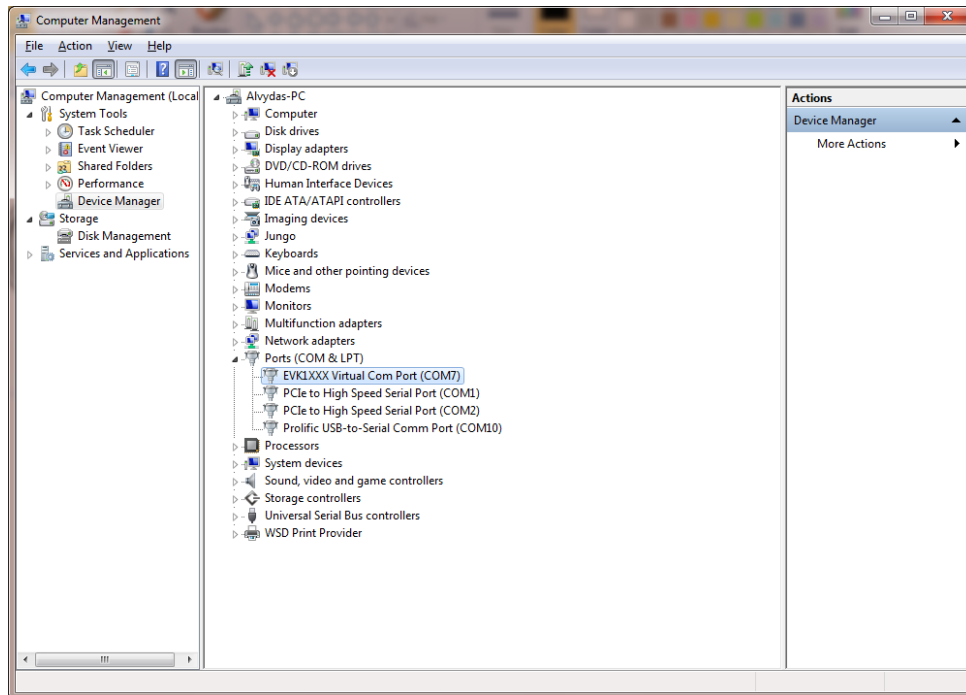 Computer Management
File Action View Help
Computer Management (Local
System Tools
Task Scheduler
Event Viewer
Shared Folders
Performance
Device Manager
Storage
Disk Management
Services and Applications
Alvydas-PC
Computer
Disk drives
Display adapters
DVD/CD-ROM drives
Human Interface Devices
IDE ATA/ATAPI controllers
Imaging devices
Jungo
Keyboards
Mice and other pointing devices
Modems
Monitors
Multifunction adapters
Network adapters
Ports (COM & LPT)
EVK1XXX Virtual Com Port (COM7)
PCIe to High Speed Serial Port (COM1)
PCIe to High Speed Serial Port (COM2)
Prolific USB-to-Serial Comm Port (COM10)
Processors
System devices
Sound, video and game controllers
Storage controllers
Universal Serial Bus controllers
WSD Print Provider
Actions
Device Manager
More Actions